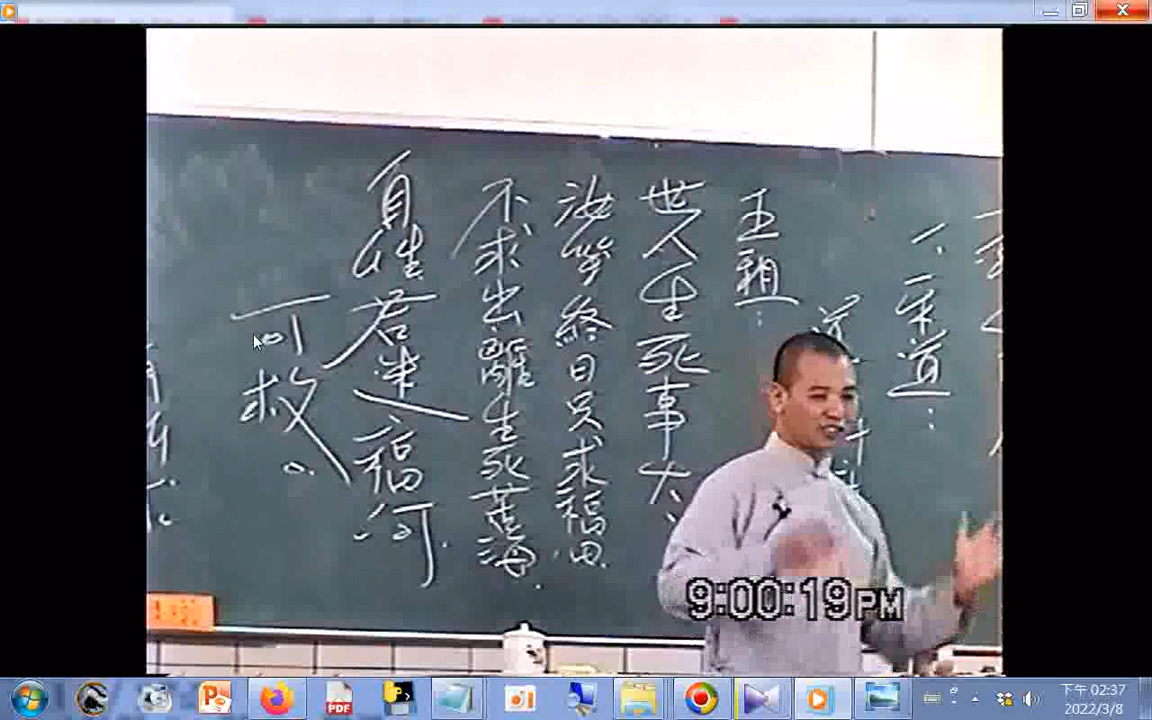 一、求道：
五祖：
世人生死事大、
汝等終日只求福田、
不求出離生死苦海.
自性若迷、福何
可救。
9:00:19PM
下午 02:37
2022/3/8